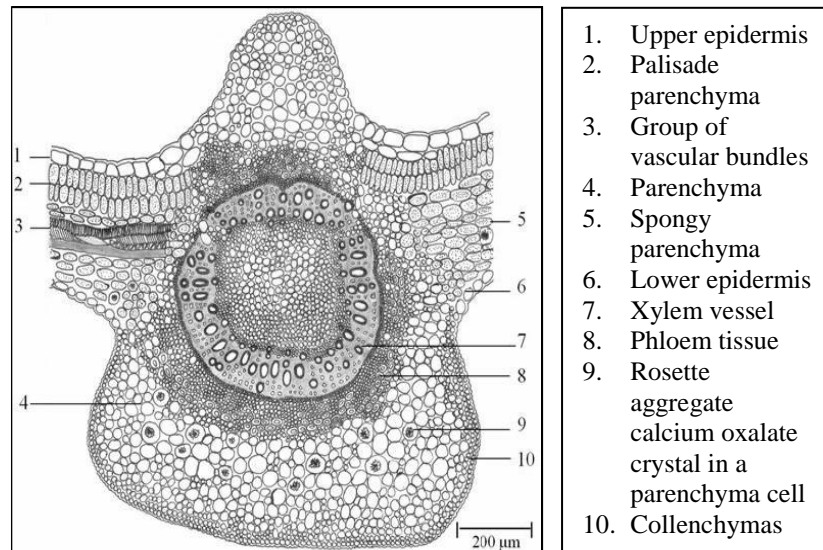 1
2
3
4
5
6
7
8
9
10
200 µm
1. Upper epidermis
2. Palisade
parenchyma
3. Group of
vascular bundles
4. Parenchyma
5. Spongy
parenchyma
6. Lower epidermis
7. Xylem vessel
8. Phloem tissue
9. Rosette
aggregate
calcium oxalate
crystal in a
parenchyma cell
10. Collenchymas